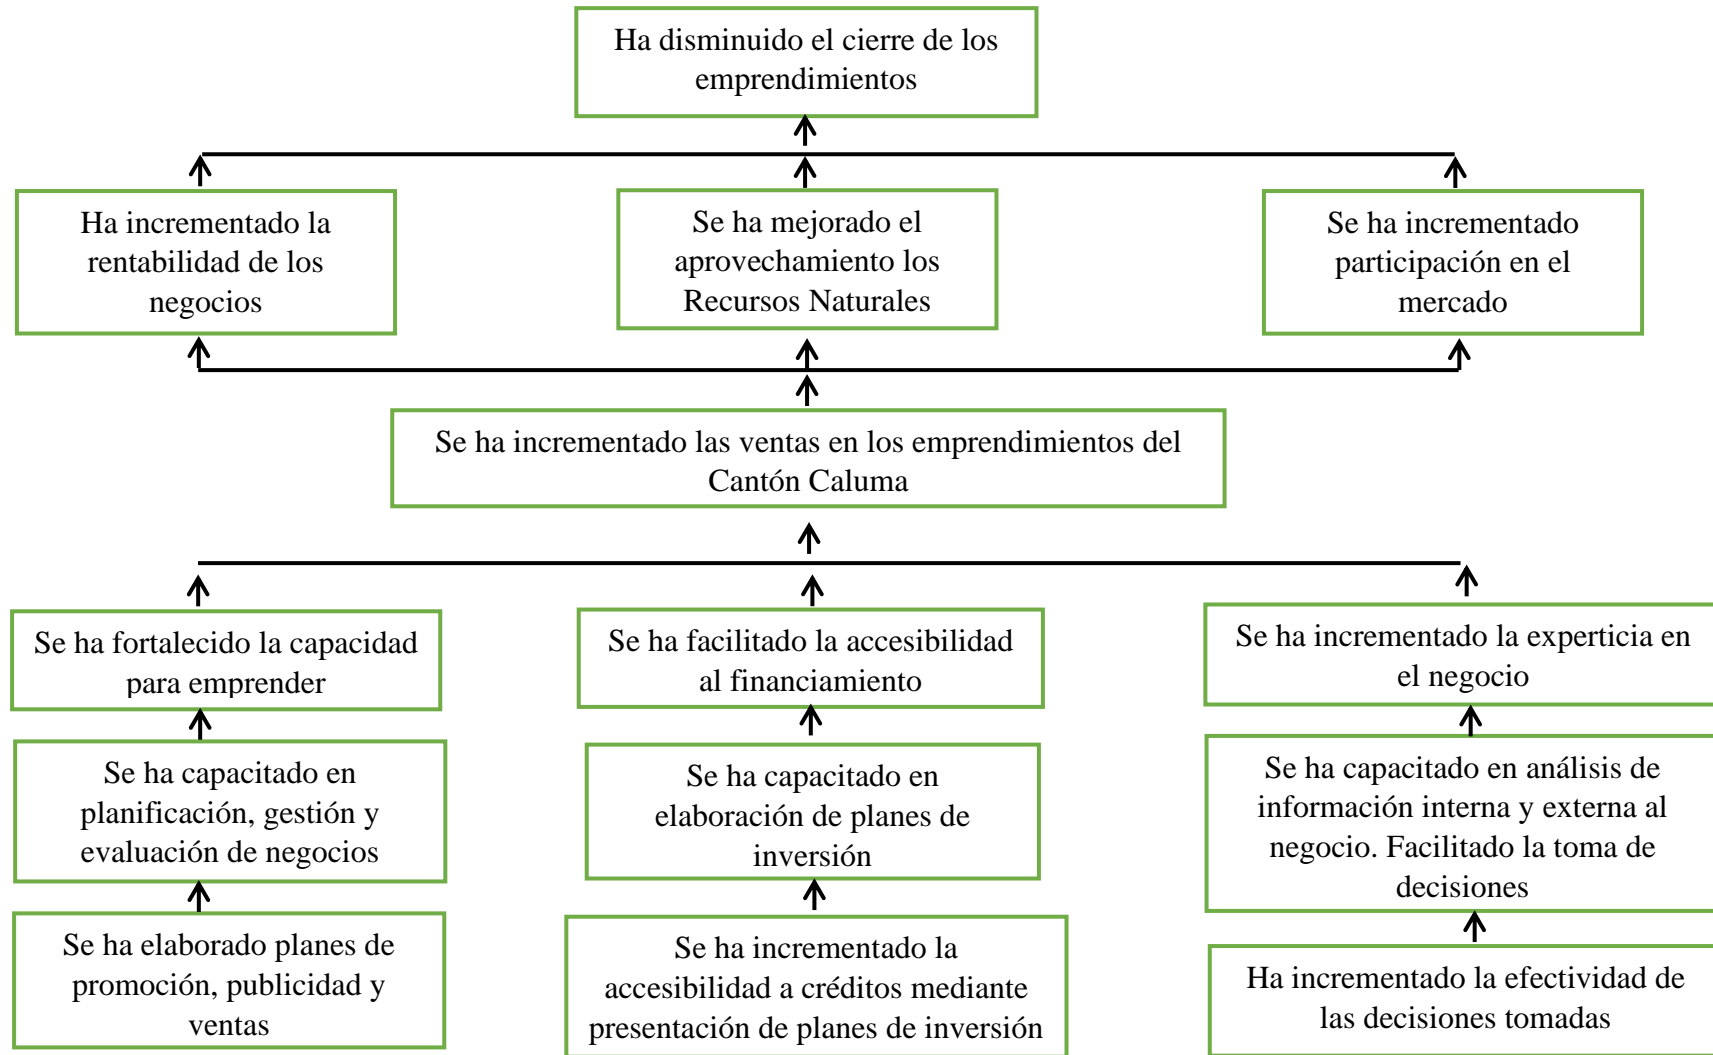 Ha disminuido el cierre de los
emprendimientos
Ha incrementado la
rentabilidad de los
negocios
Se ha mejorado el
aprovechamiento los
Recursos Naturales
Se ha incrementado
participación en el
mercado
Se ha incrementado las ventas en los emprendimientos del
Cantón Caluma
Se ha fortalecido la capacidad
para emprender
Se ha facilitado la accesibilidad
al financiamiento
Se ha incrementado la experticia en
el negocio
Se ha capacitado en
planificación, gestión y
evaluación de negocios
Se ha capacitado en
elaboración de planes de
inversión
Se ha capacitado en análisis de
información interna y externa al
negocio. Facilitado la toma de
decisiones
Se ha elaborado planes de
promoción, publicidad y
ventas
Se ha incrementado la
accesibilidad a créditos mediante
presentación de planes de inversión
Ha incrementado la efectividad de
las decisiones tomadas